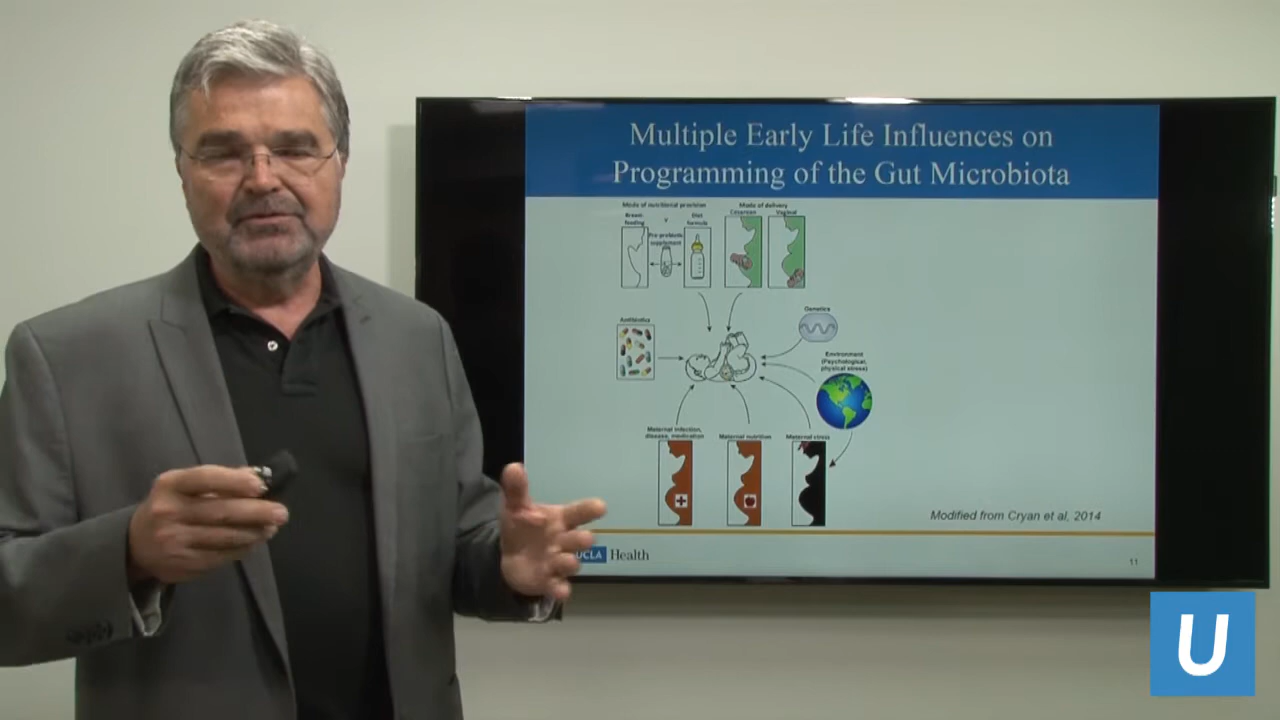 Multiple Early Life Influences on
Programming of the Gut Microbiota
Mode of nutritional provision
Mode of delivery
Breast
feeding
v
Diet
formula
Cesarean
Vaginal
Pre-probiotic
supplement
Antibiotics
Genetics
Environment
(Psychological,
physical stress)
Maternal infection,
disease, medication
Maternal nutrition
Maternal stress
Modified from Cryan et al, 2014
UCLA Health
11
U